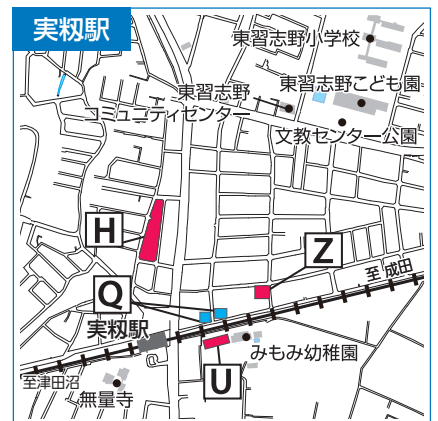 実籾駅
東習志野小学校
東習志野こども園
東習志野
コミュニティセンター
文教センター公園
H
Z
至 成田
Q
実籾駅
みもみ幼稚園
至津田沼
U
無量寺